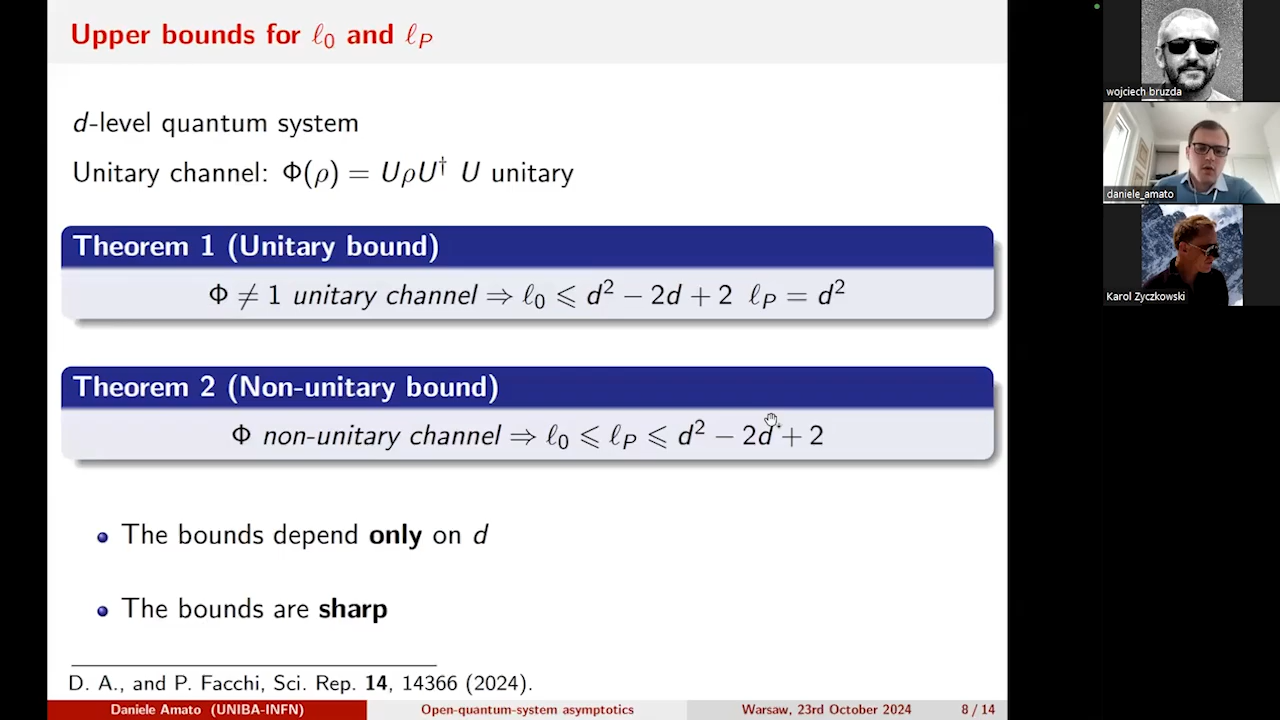 Upper bounds for ℓ₀ and ℓ_P
d-level quantum system
Unitary channel: Φ(ρ) = UρU† U unitary
Theorem 1 (Unitary bound)
Φ ≠ 1 unitary channel ⇒ ℓ₀ ⩽ d² − 2d + 2 ℓ_P = d²
Theorem 2 (Non-unitary bound)
Φ non-unitary channel ⇒ ℓ₀ ⩽ ℓ_P ⩽ d² − 2d + 2
• The bounds depend only on d
• The bounds are sharp
D. A., and P. Facchi, Sci. Rep. 14, 14366 (2024).
Daniele Amato (UNIBA-INFN) Open-quantum-system asymptotics Warsaw, 23rd October 2024 8 / 14
wojciech bruzda
daniele_amato
Karol Zyczkowski